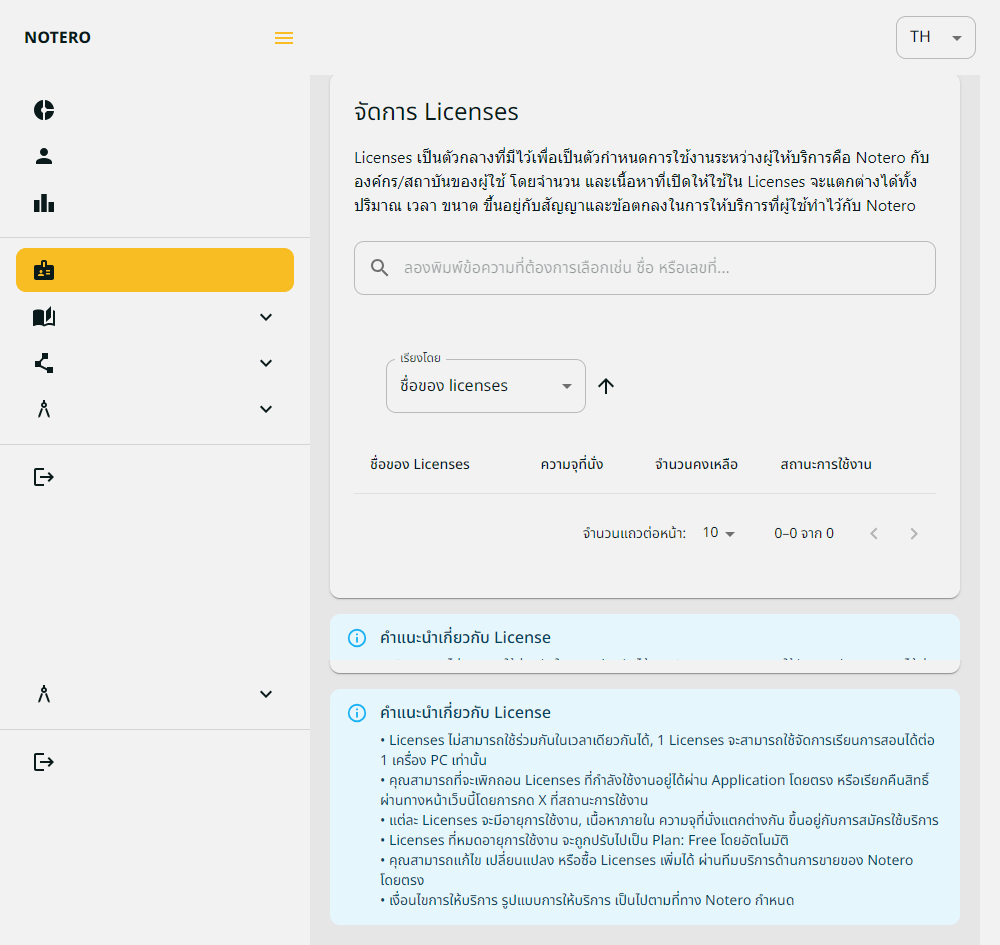 NOTERO
TH
จัดการ Licenses
Licenses เป็นตัวกลางที่มีไว้เพื่อเป็นตัวกำหนดการใช้งานระหว่างผู้ให้บริการคือ Notero กับ
องค์กร/สถาบันของผู้ใช้ โดยจำนวน และเนื้อหาที่เปิดให้ใช้ใน Licenses จะแตกต่างได้ทั้ง
ปริมาณ เวลา ขนาด ขึ้นอยู่กับสัญญาและข้อตกลงในการให้บริการที่ผู้ใช้ทำไว้กับ Notero
ลองพิมพ์ข้อความที่ต้องการเลือกเช่น ชื่อ หรือเลขที่...
เรียงโดย
ชื่อของ licenses
ชื่อของ Licenses ความจุที่นั่ง จำนวนคงเหลือ สถานะการใช้งาน
จำนวนแถวต่อหน้า: 10 0–0 จาก 0
คำแนะนำเกี่ยวกับ License
คำแนะนำเกี่ยวกับ License
• Licenses ไม่สามารถใช้ร่วมกันในเวลาเดียวกันได้, 1 Licenses จะสามารถใช้จัดการเรียนการสอนได้ต่อ
1 เครื่อง PC เท่านั้น
• คุณสามารถที่จะเพิกถอน Licenses ที่กำลังใช้งานอยู่ได้ผ่าน Application โดยตรง หรือเรียกคืนสิทธิ์
ผ่านทางหน้าเว็บนี้โดยการกด X ที่สถานะการใช้งาน
• แต่ละ Licenses จะมีอายุการใช้งาน, เนื้อหาภายใน ความจุที่นั่งแตกต่างกัน ขึ้นอยู่กับการสมัครใช้บริการ
• Licenses ที่หมดอายุการใช้งาน จะถูกปรับไปเป็น Plan: Free โดยอัตโนมัติ
• คุณสามารถแก้ไข เปลี่ยนแปลง หรือซื้อ Licenses เพิ่มได้ ผ่านทีมบริการด้านการขายของ Notero
โดยตรง
• เงื่อนไขการให้บริการ รูปแบบการให้บริการ เป็นไปตามที่ทาง Notero กำหนด